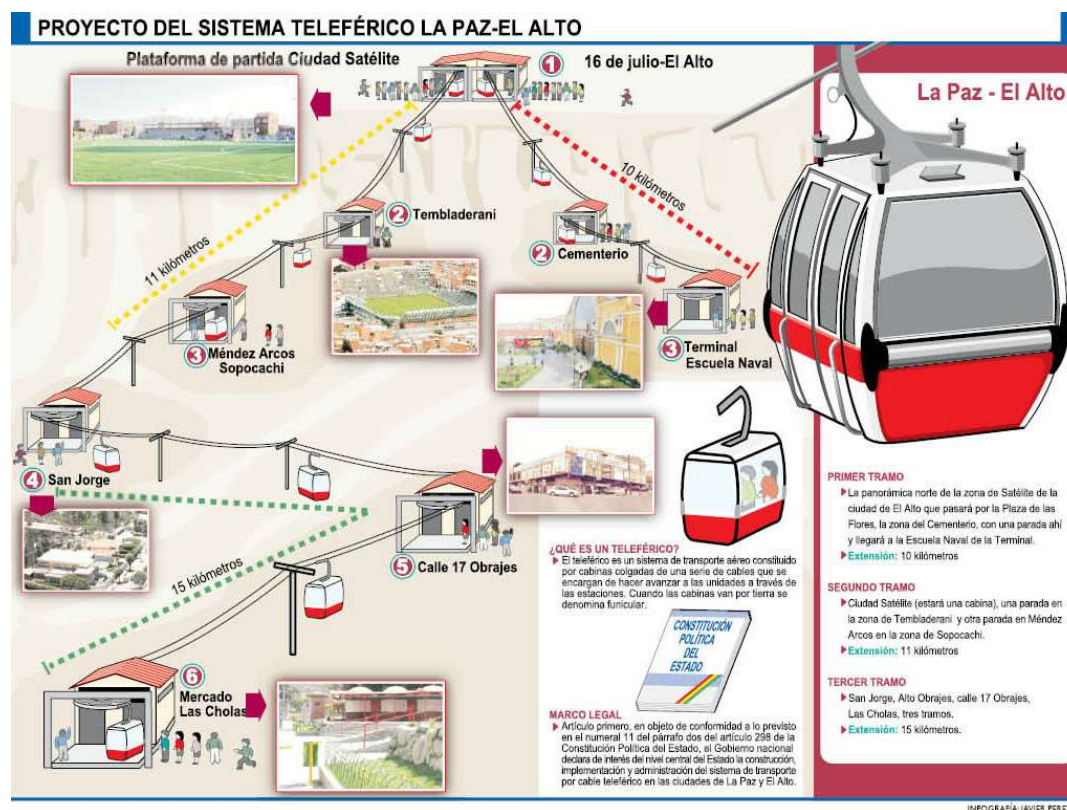 PROYECTO DEL SISTEMA TELEFÉRICO LA PAZ-EL ALTO
Plataforma de partida Ciudad Satélite
1
16 de julio-El Alto
La Paz - El Alto
11 kilómetros
10 kilómetros
2 Tembladerani
2 Cementerio
3 Méndez Arcos
Sopocachi
3 Terminal
Escuela Naval
4 San Jorge
5 Calle 17 Obrajes
15 kilómetros
6
Mercado
Las Cholas
¿QUÉ ES UN TELEFÉRICO?
El teleférico es un sistema de transporte aéreo constituido
por cabinas colgadas de una serie de cables que se
encargan de hacer avanzar a las unidades a través de
las estaciones. Cuando las cabinas van por tierra se
denomina funicular.
CONSTITUCIÓN
POLÍTICA
DEL
ESTADO
MARCO LEGAL
Artículo primero, en objeto de conformidad a lo previsto
en el numeral 11 del párrafo dos del artículo 298 de la
Constitución Política del Estado, el Gobierno nacional
declara de interés del nivel central del Estado la construcción,
implementación y administración del sistema de transporte
por cable teleférico en las ciudades de La Paz y El Alto.
PRIMER TRAMO
La panorámica norte de la zona de Satélite de la
ciudad de El Alto que pasará por la Plaza de las
Flores, la zona del Cementerio, con una parada ahí
y llegará a la Escuela Naval de la Terminal.
Extensión: 10 kilómetros
SEGUNDO TRAMO
Ciudad Satélite (estará una cabina), una parada en
la zona de Tembladerani y otra parada en Méndez
Arcos en la zona de Sopocachi.
Extensión: 11 kilómetros
TERCER TRAMO
San Jorge, Alto Obrajes, calle 17 Obrajes,
Las Cholas, tres tramos.
Extensión: 15 kilómetros.
INFOGRAFÍA: JAVIER PERE